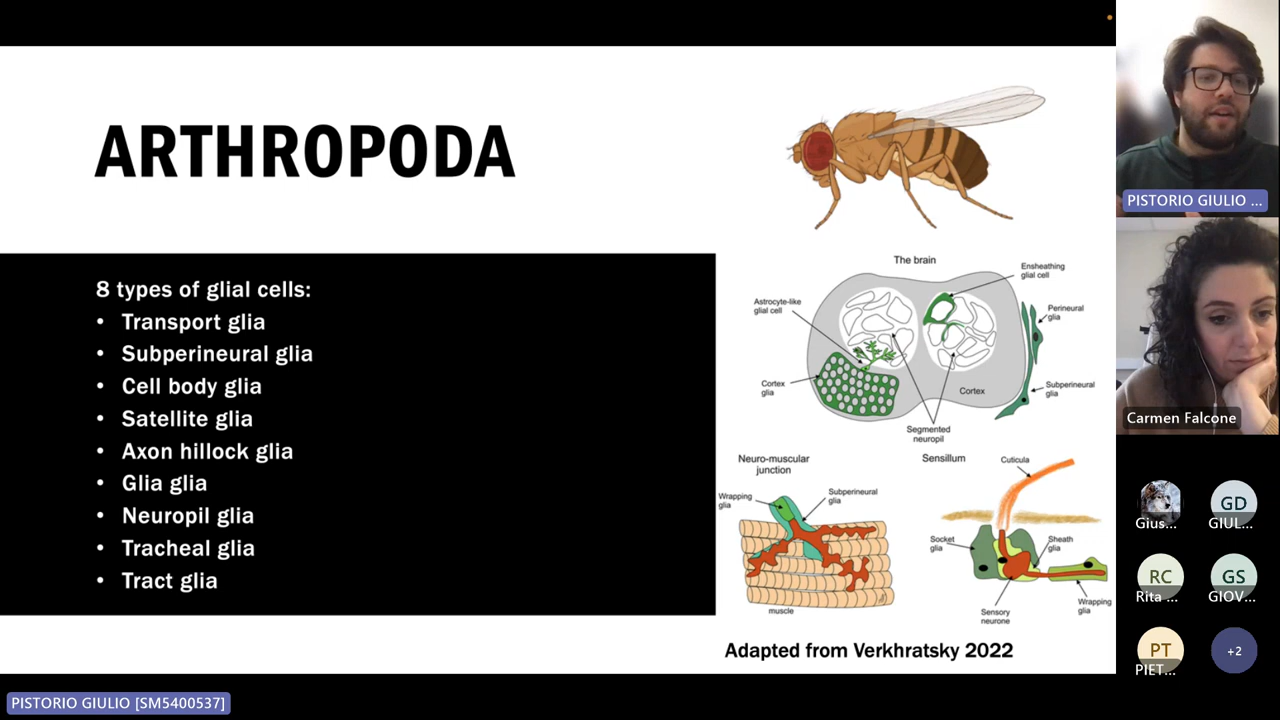 ARTHROPODA
8 types of glial cells:
• Transport glia
• Subperineural glia
• Cell body glia
• Satellite glia
• Axon hillock glia
• Glia glia
• Neuropil glia
• Tracheal glia
• Tract glia
The brain
Ensheathing
glial cell
Astrocyte-like
glial cell
Perineural
glia
Cortex
glia
Cortex
Subperineural
glia
Segmented
neuropil
Neuro-muscular
junction
Wrapping
glia
Subperineural
glia
muscle
Sensillum
Cuticula
Socket
glia
Sheath
glia
Sensory
neurone
Wrapping
glia
Adapted from Verkhratsky 2022
PISTORIO GIULIO ...
Carmen Falcone
Gius...
GD
GIUL...
RC
Rita ...
GS
GIOV...
PT
PIET...
+2
PISTORIO GIULIO [SM5400537]